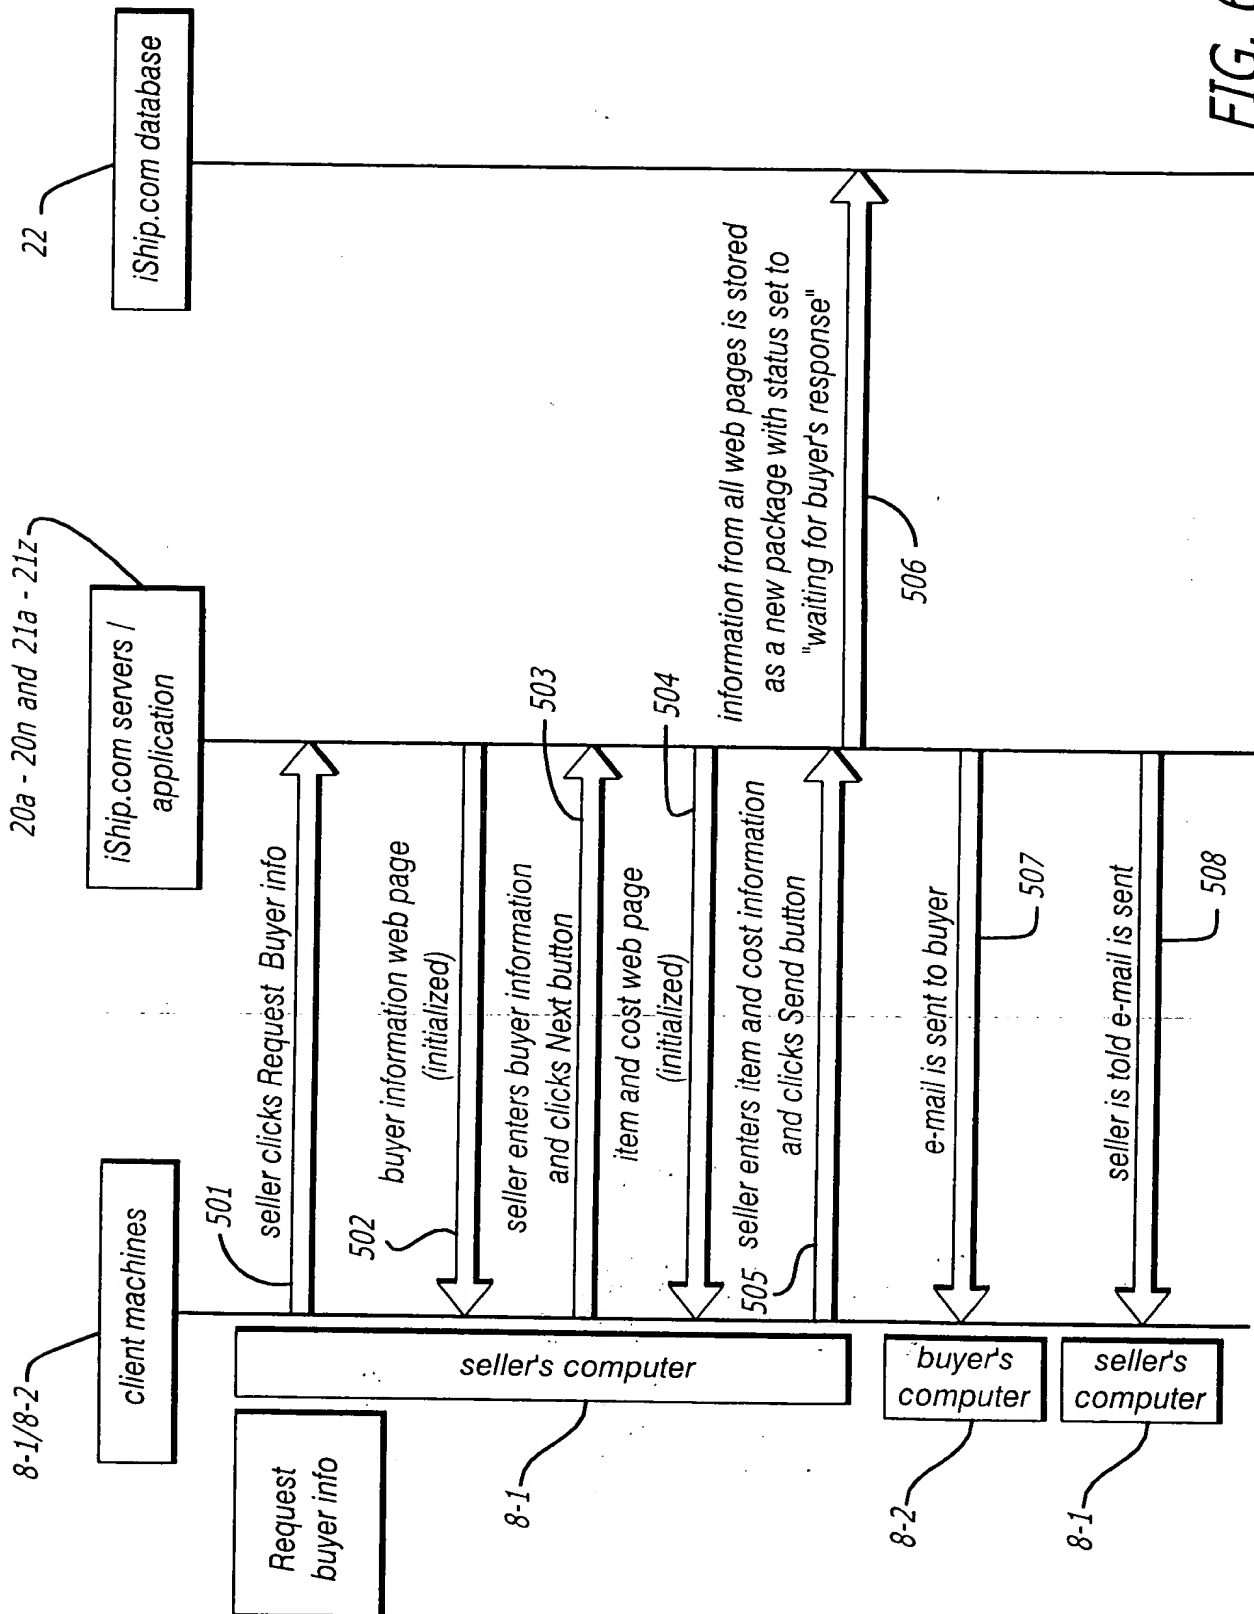 8-1/8-2
client machines
20a - 20n and 21a - 21z
iShip.com servers /
application
22
iShip.com database
Request
buyer info
seller's computer
8-1
501
seller clicks Request Buyer info
502
buyer information web page
(initialized)
seller enters buyer information
and clicks Next button
503
item and cost web page
(initialized)
504
505
seller enters item and cost information
and clicks Send button
information from all web pages is stored
as a new package with status set to
"waiting for buyer's response"
506
buyer's
computer
8-2
e-mail is sent to buyer
507
seller's
computer
8-1
seller is told e-mail is sent
508
FIG.